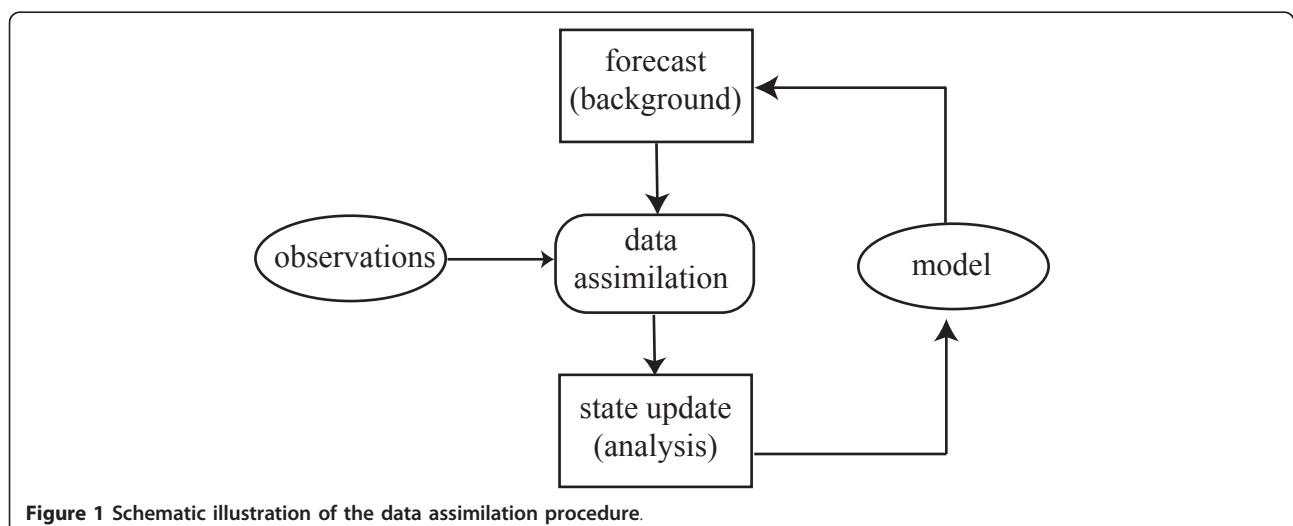 forecast
(background)
observations
data
assimilation
model
state update
(analysis)
Figure 1 Schematic illustration of the data assimilation procedure.